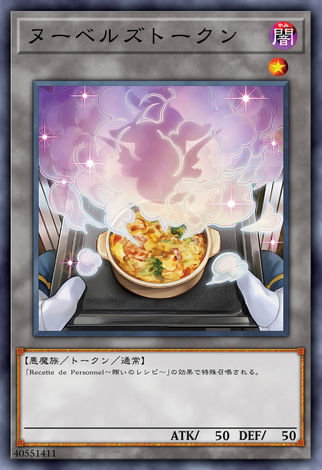 ヌーベルズトークン
やみ
闇
【悪魔族／トークン／通常】
「Recette de Personnel～賄いのレシピ～」の効果で特殊召喚される。
ATK/ 50 DEF/ 50
40551411